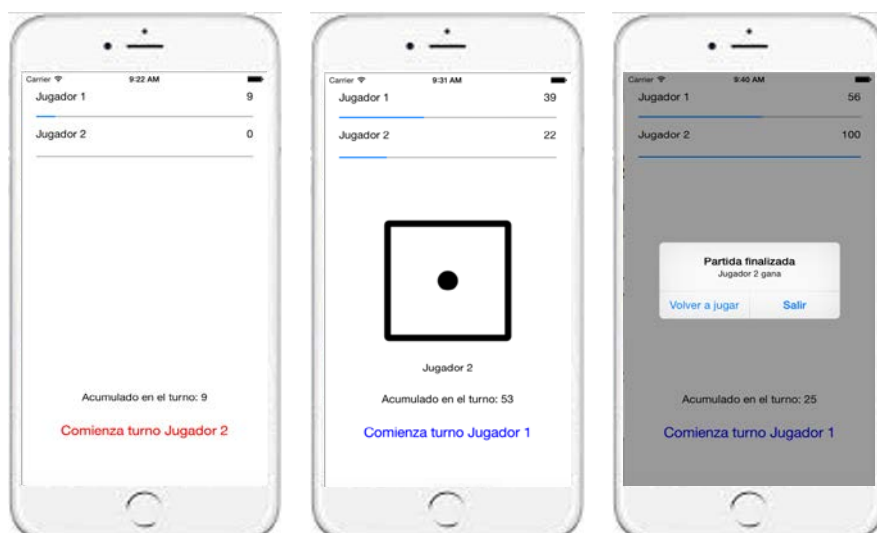 Carrier 9:22 AM
Jugador 1 9
Jugador 2 0
Acumulado en el turno: 9
Comienza turno Jugador 2
Carrier 9:31 AM
Jugador 1 39
Jugador 2 22
Jugador 2
Acumulado en el turno: 53
Comienza turno Jugador 1
Carrier 9:40 AM
Jugador 1 56
Jugador 2 100
Partida finalizada
Jugador 2 gana
Volver a jugar Salir
Acumulado en el turno: 25
Comienza turno Jugador 1